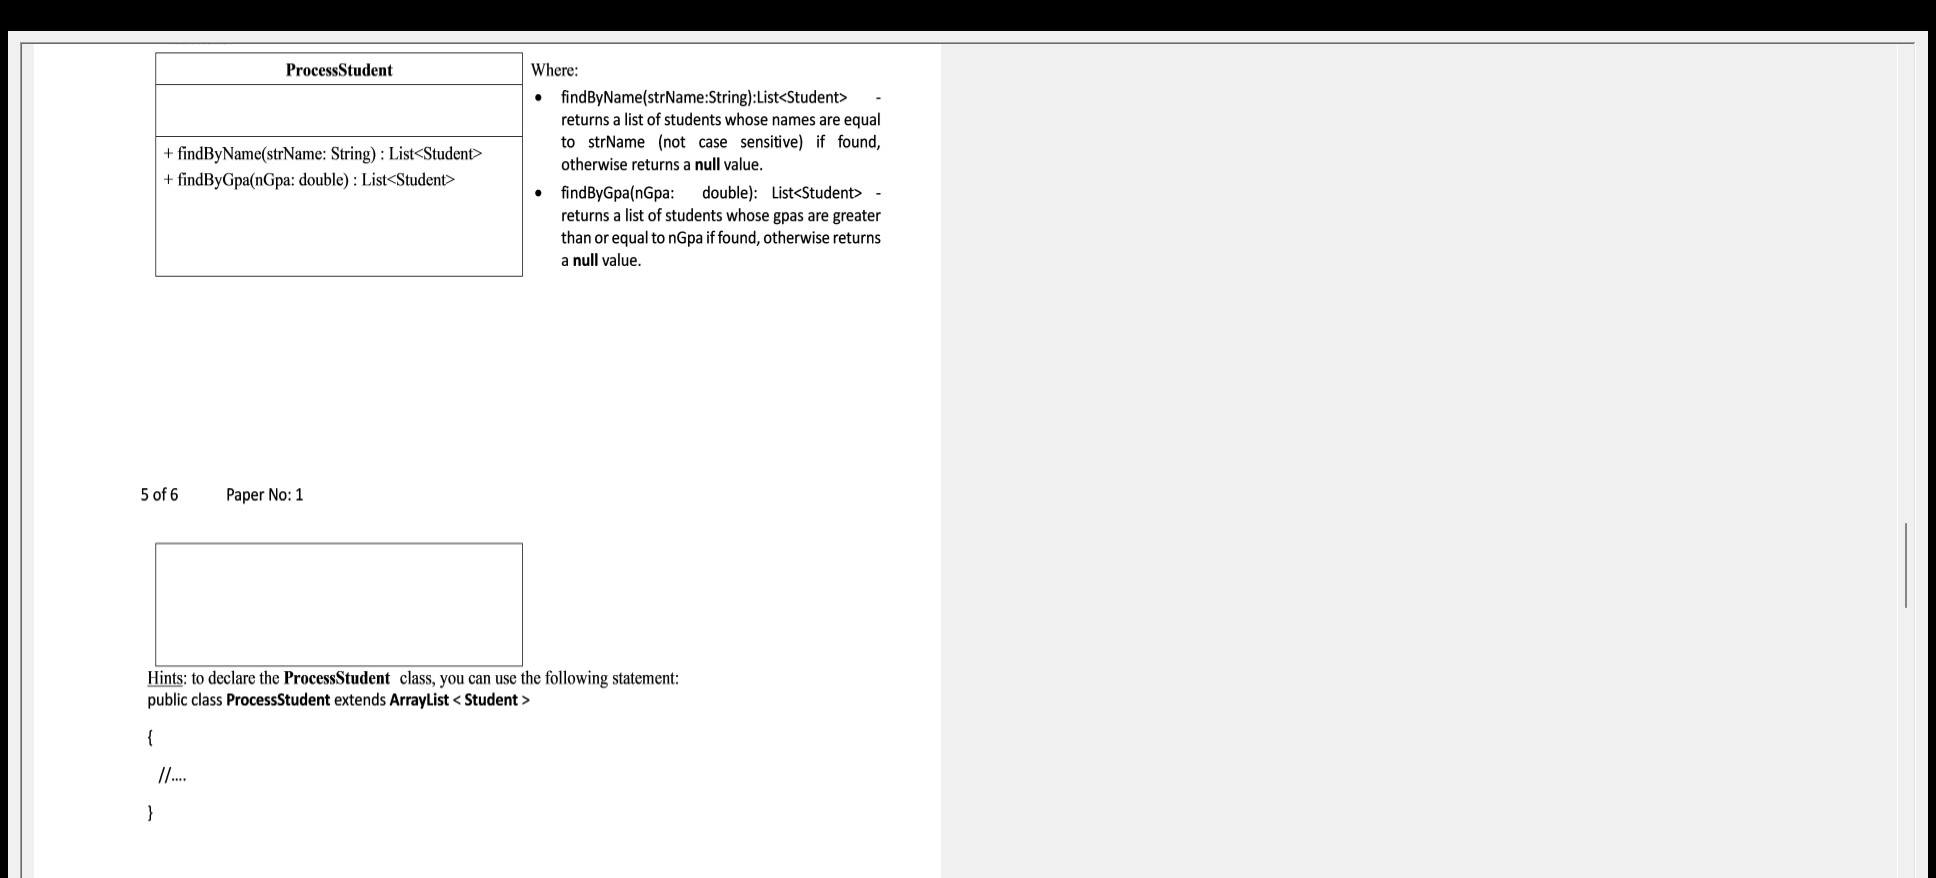 ProcessStudent
+ findByName(strName: String) : List<Student>
+ findByGpa(nGpa: double) : List<Student>
Where:
• findByName(strName:String):List<Student> -
returns a list of students whose names are equal
to strName (not case sensitive) if found,
otherwise returns a null value.
• findByGpa(nGpa: double): List<Student> -
returns a list of students whose gpas are greater
than or equal to nGpa if found, otherwise returns
a null value.
5 of 6 Paper No: 1
Hints: to declare the ProcessStudent class, you can use the following statement:
public class ProcessStudent extends ArrayList < Student >
{
//....
}